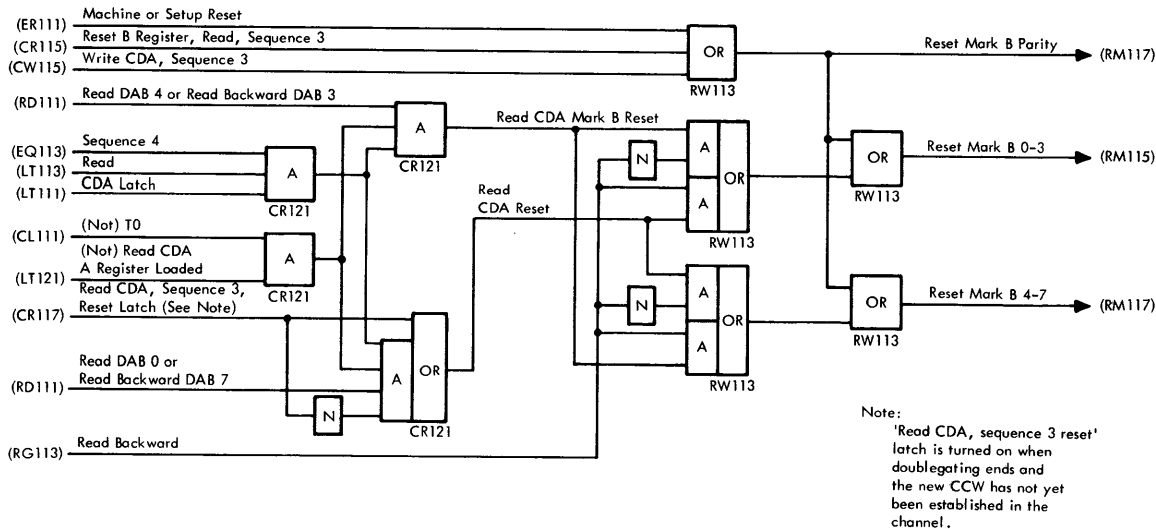 (ER111) Machine or Setup Reset
(CR115) Reset B Register, Read, Sequence 3
(CW115) Write CDA, Sequence 3
OR
RW113
Reset Mark B Parity (RM117)
(RD111) Read DAB 4 or Read Backward DAB 3
A
CR121
Read CDA Mark B Reset
(EQ113) Sequence 4
(LT113) Read
(LT111) CDA Latch
A
CR121
N
A
A
OR
RW113
OR
RW113
Reset Mark B 0-3 (RM115)
Read
CDA Reset
(CL111) (Not) T0
(Not) Read CDA
(LT121) A Register Loaded
A
CR121
Read CDA, Sequence 3,
(CR117) Reset Latch (See Note)
N
A
A
OR
RW113
OR
RW113
Reset Mark B 4-7 (RM117)
Read DAB 0 or
(RD111) Read Backward DAB 7
N
A
OR
CR121
(RG113) Read Backward
Note:
'Read CDA, sequence 3 reset'
latch is turned on when
doublegating ends and
the new CCW has not yet
been established in the
channel.